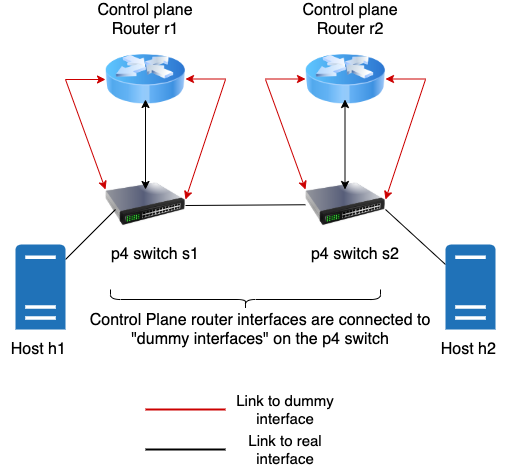 Control plane
Router r1
Control plane
Router r2
p4 switch s1
p4 switch s2
Control Plane router interfaces are connected to
"dummy interfaces" on the p4 switch
Host h1
Host h2
Link to dummy
interface
Link to real
interface